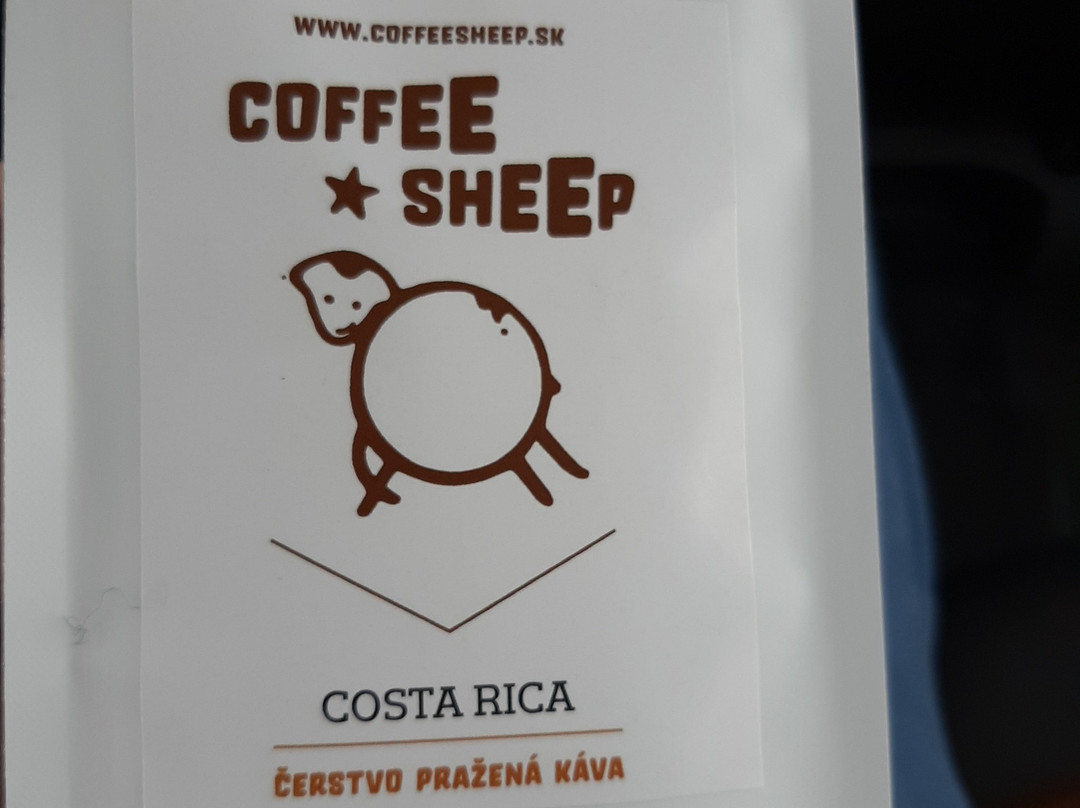 WWW.COFFEESHEEP.SK
COFFEE
SHEEP
COSTA RICA
ČERSTVO PRAŽENÁ KÁVA